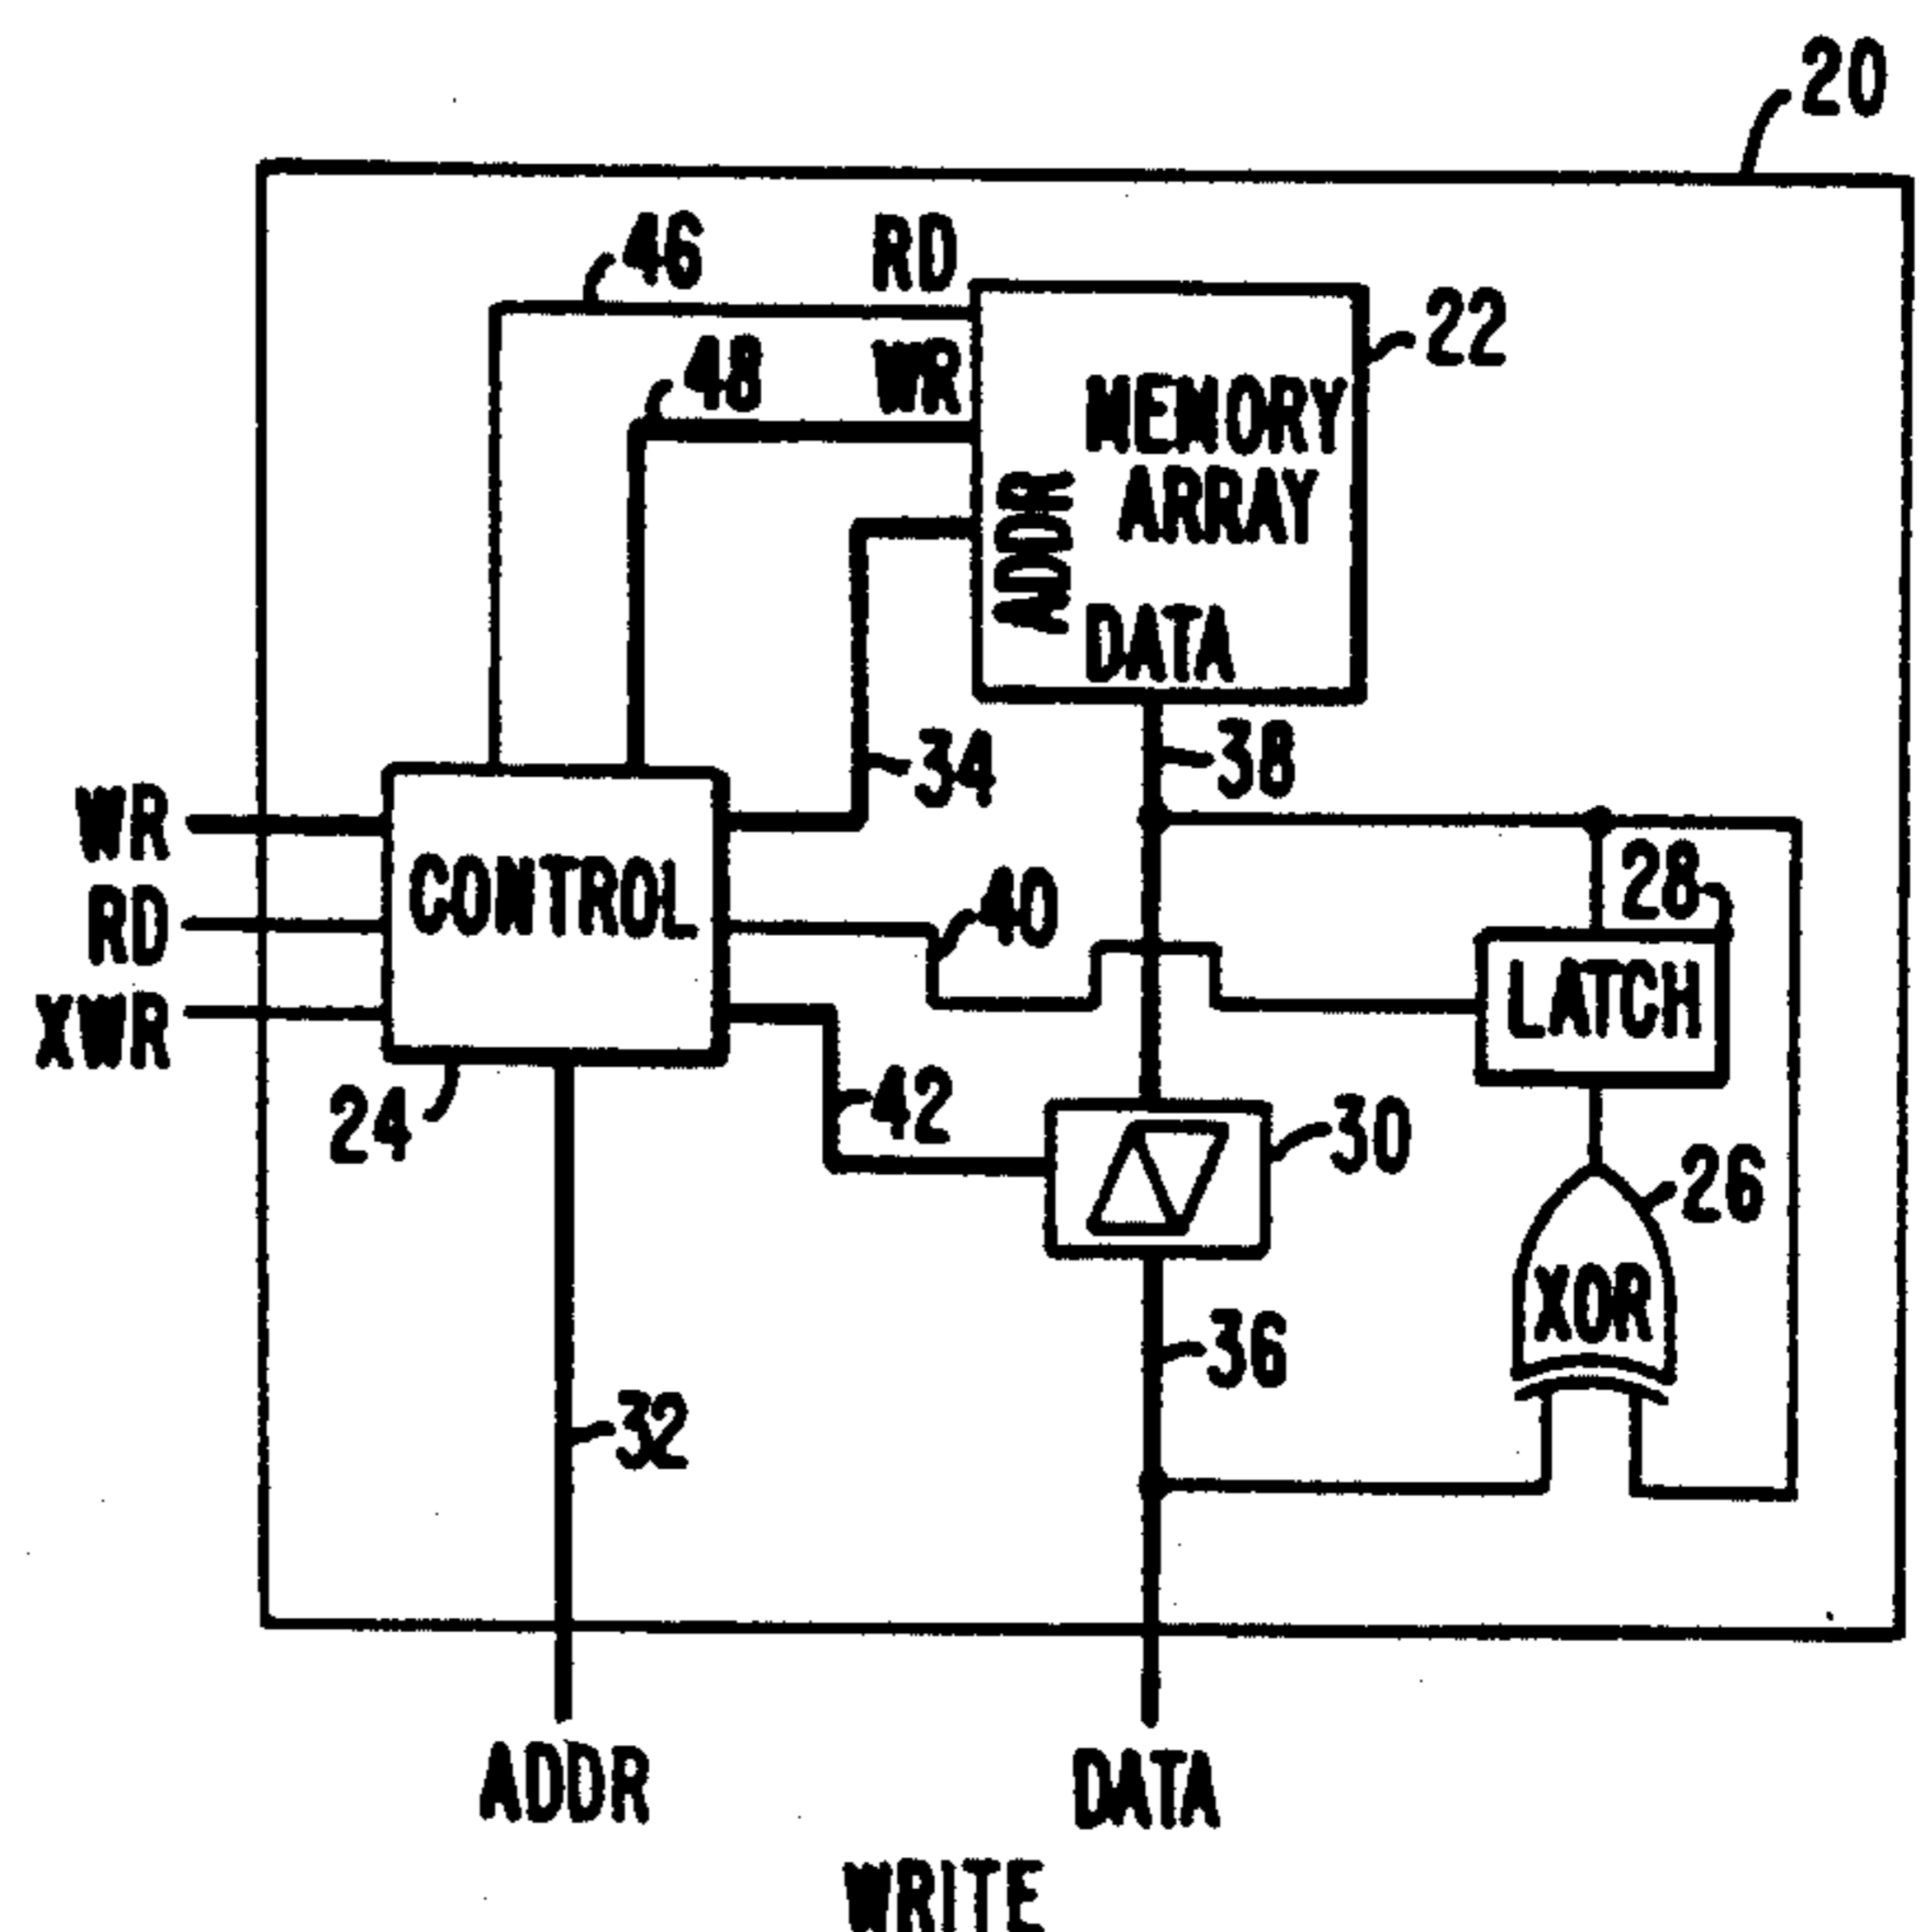 20
46 RD
22
48 WR
MEMORY
ARRAY
ADDR
DATA
34
38
WR
28
40
CONTROL
RD
LATCH
XWR
42
24
30
26
XOR
36
32
ADDR
DATA
WRITE